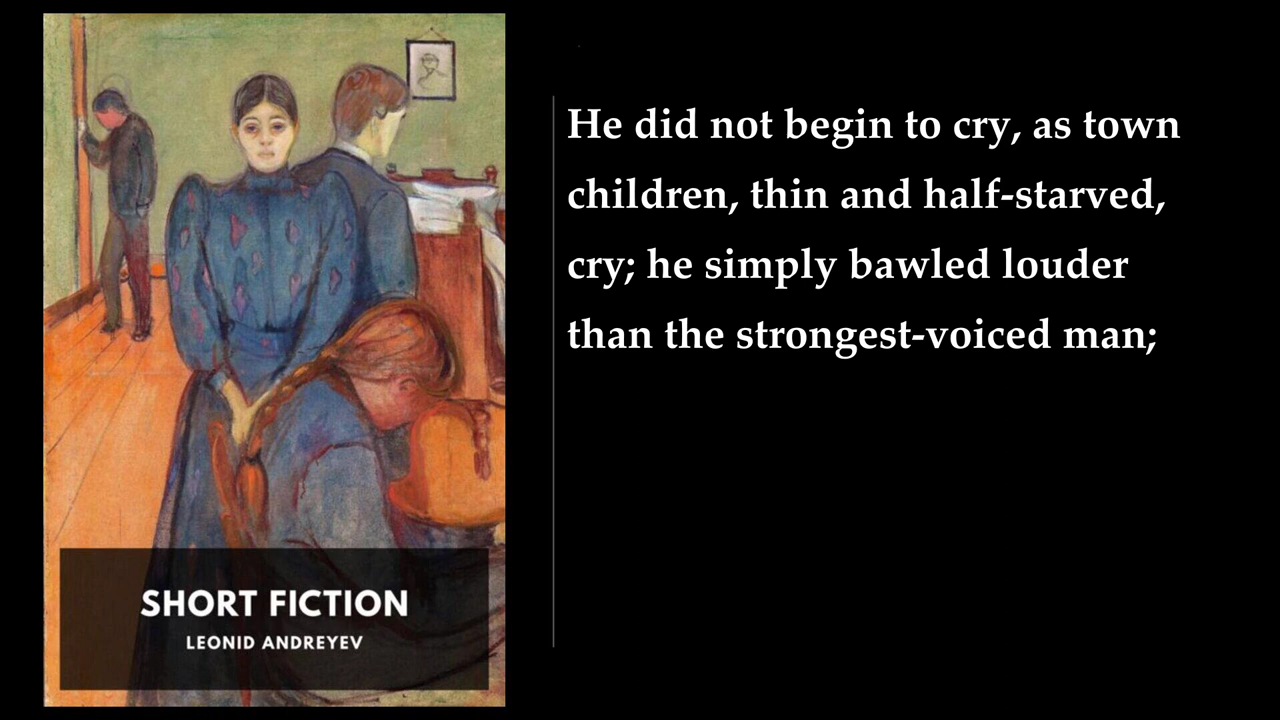 He did not begin to cry, as town
children, thin and half-starved,
cry; he simply bawled louder
than the strongest-voiced man;
SHORT FICTION
LEONID ANDREYEV